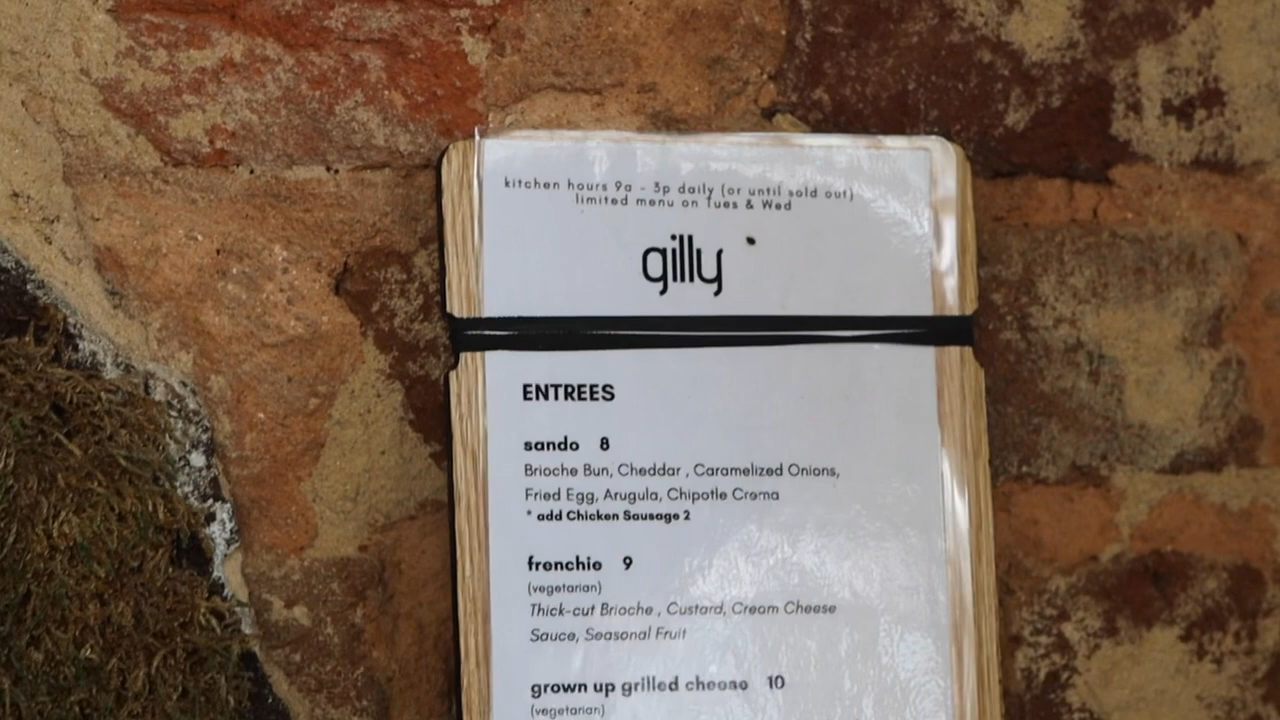 kitchen hours 9a - 3p daily (or until sold out)
limited menu on Tues & Wed
gilly
ENTREES
sando 8
Brioche Bun, Cheddar , Caramelized Onions,
Fried Egg, Arugula, Chipotle Crema
* add Chicken Sausage 2
frenchie 9
(vegetarian)
Thick-cut Brioche , Custard, Cream Cheese
Sauce, Seasonal Fruit
grown up grilled cheese 10
(vegetarian)